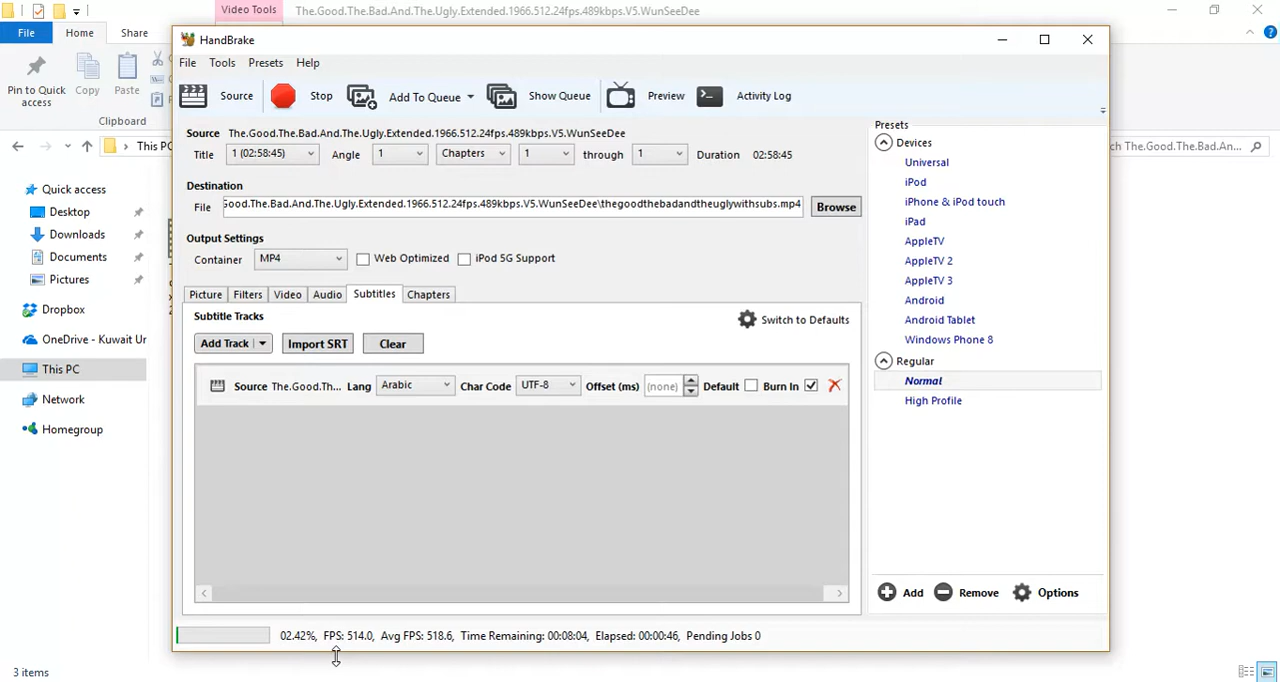 Video Tools
The.Good.The.Bad.And.The.Ugly.Extended.1966.512.24fps.489kbps.V5.WunSeeDee
File Home Share
Pin to Quick access
Copy
Paste
Clipboard
This PC
ch The.Good.The.Bad.An...
Quick access
Desktop
Downloads
Documents
Pictures
Dropbox
OneDrive - Kuwait Ur
This PC
Network
Homegroup
3 items
HandBrake
File Tools Presets Help
Source Stop Add To Queue Show Queue Preview Activity Log
Source The.Good.The.Bad.And.The.Ugly.Extended.1966.512.24fps.489kbps.V5.WunSeeDee
Title 1 (02:58:45) Angle 1 Chapters 1 through 1 Duration 02:58:45
Destination
File Good.The.Bad.And.The.Ugly.Extended.1966.512.24fps.489kbps.V5.WunSeeDee\thegoodthebadandtheuglywithsubs.mp4 Browse
Output Settings
Container MP4 Web Optimized iPod 5G Support
Picture Filters Video Audio Subtitles Chapters
Subtitle Tracks
Switch to Defaults
Add Track Import SRT Clear
Source The.Good.Th... Lang Arabic Char Code UTF-8 Offset (ms) (none) Default Burn In
Presets
Devices
Universal
iPod
iPhone & iPod touch
iPad
AppleTV
AppleTV 2
AppleTV 3
Android
Android Tablet
Windows Phone 8
Regular
Normal
High Profile
Add Remove Options
02.42%, FPS: 514.0, Avg FPS: 518.6, Time Remaining: 00:08:04, Elapsed: 00:00:46, Pending Jobs 0